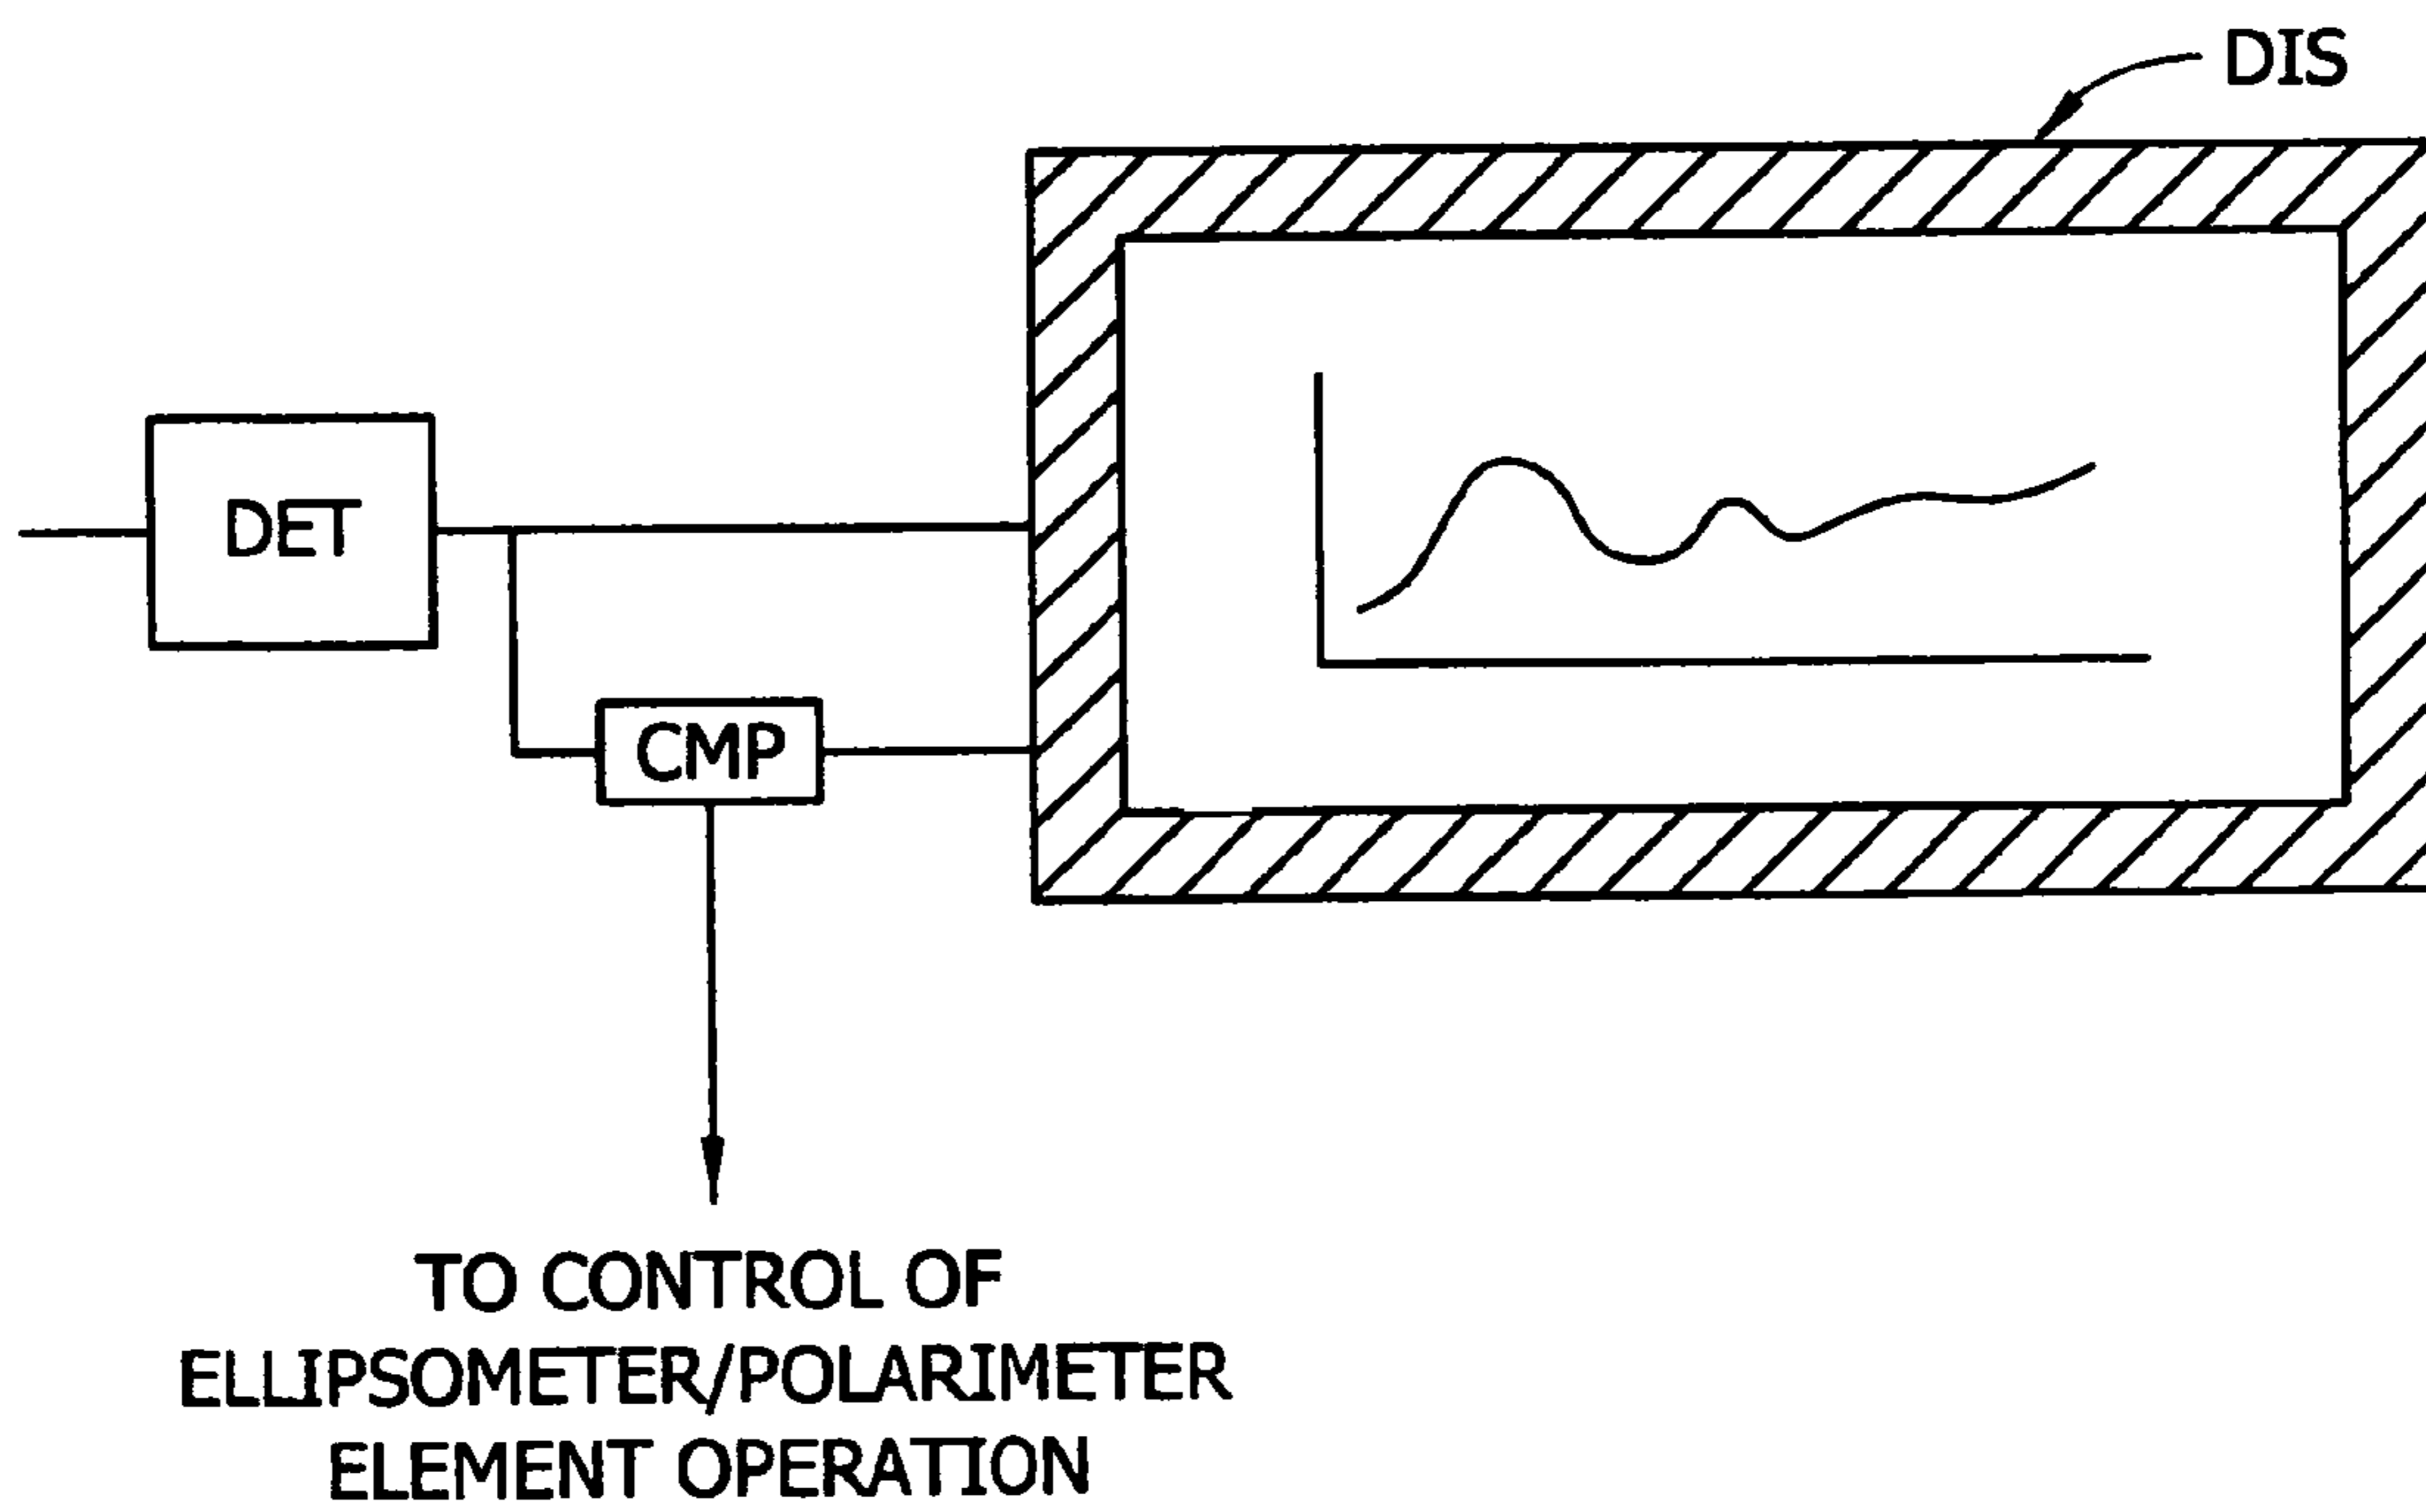 DIS
DET
CMP
TO CONTROL OF
ELLIPSOMETER/POLARIMETER
ELEMENT OPERATION